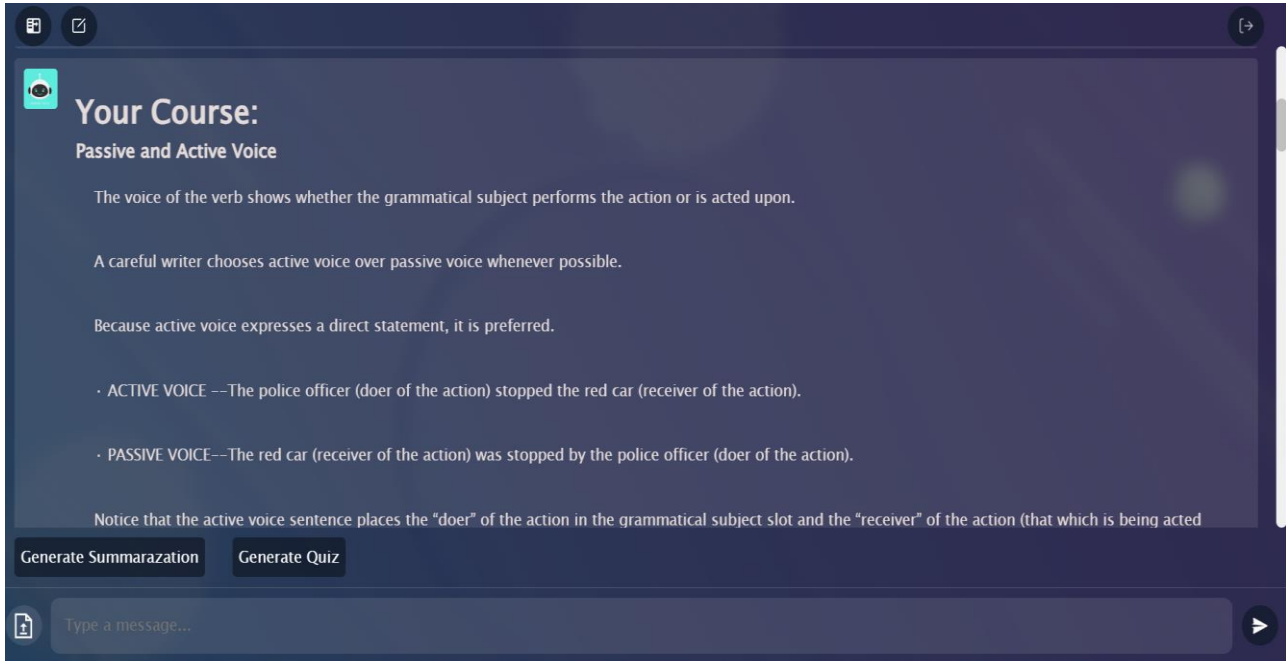 Your Course:
Passive and Active Voice
The voice of the verb shows whether the grammatical subject performs the action or is acted upon.
A careful writer chooses active voice over passive voice whenever possible.
Because active voice expresses a direct statement, it is preferred.
· ACTIVE VOICE --The police officer (doer of the action) stopped the red car (receiver of the action).
· PASSIVE VOICE--The red car (receiver of the action) was stopped by the police officer (doer of the action).
Notice that the active voice sentence places the “doer” of the action in the grammatical subject slot and the “receiver” of the action (that which is being acted
Generate Summarazation Generate Quiz
Type a message...